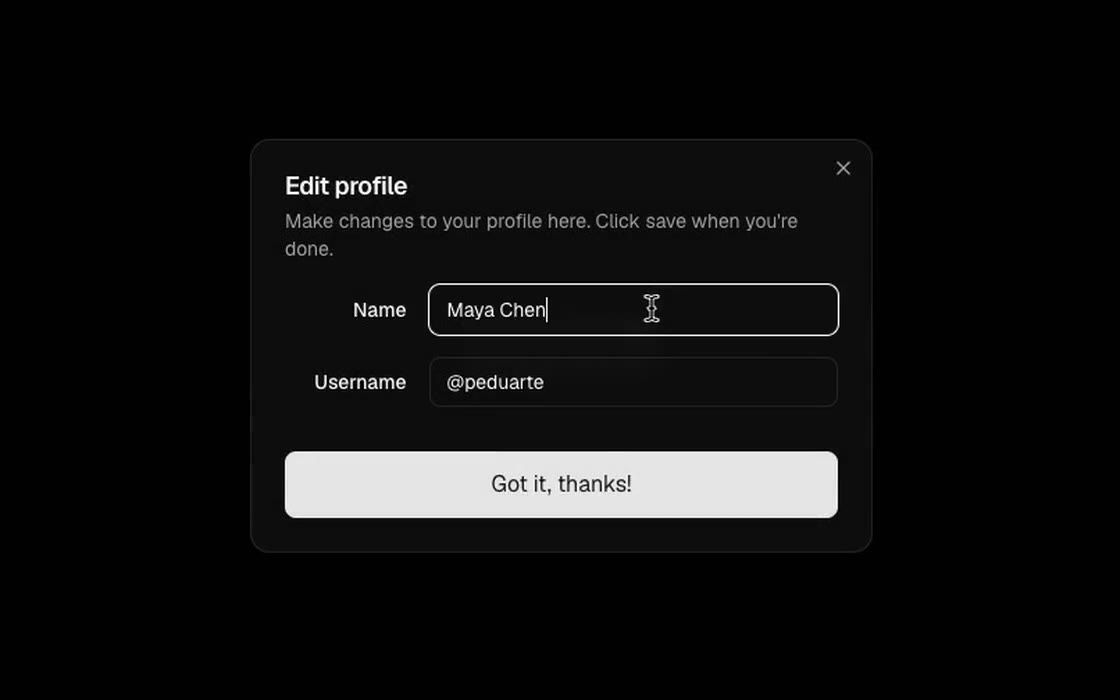 Edit profile
Make changes to your profile here. Click save when you're
done.
Name
Maya Chen
Username
@peduarte
Got it, thanks!